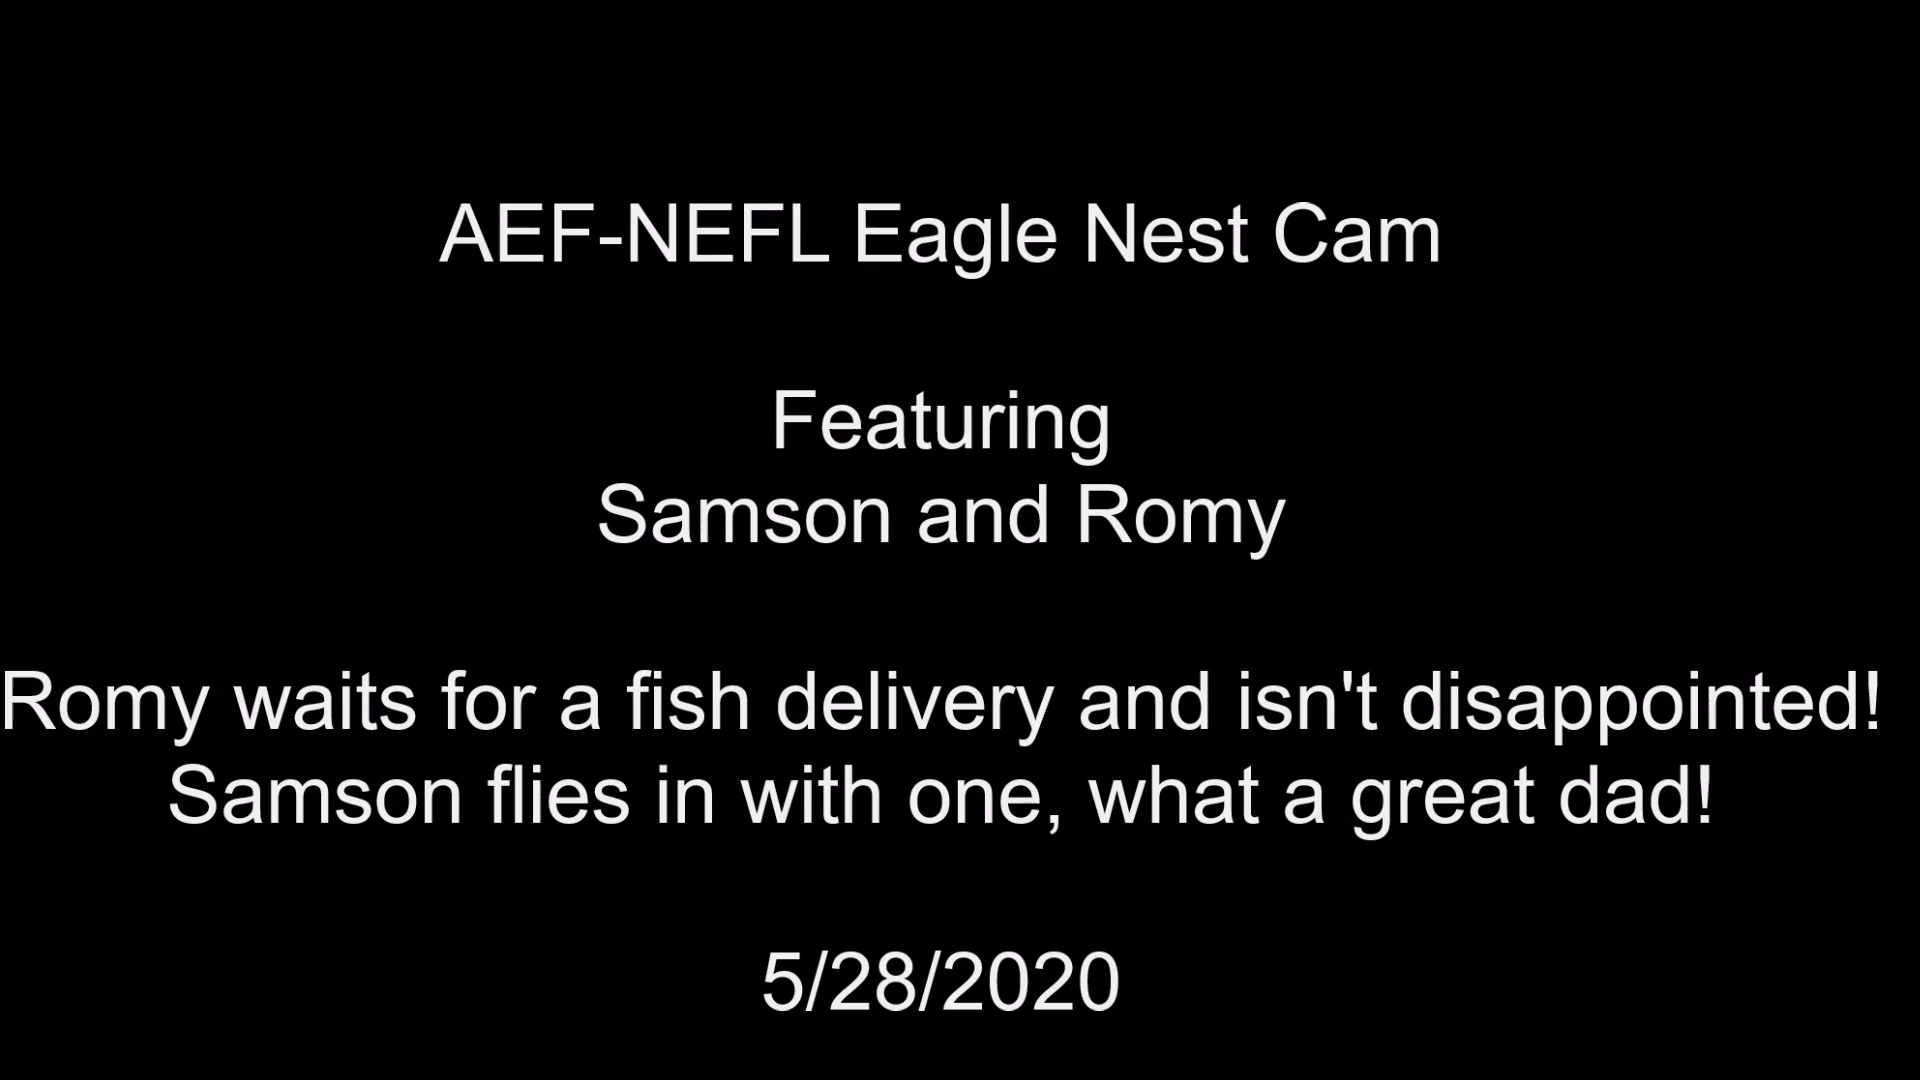 AEF-NEFL Eagle Nest Cam
Featuring
Samson and Romy
Romy waits for a fish delivery and isn't disappointed!
Samson flies in with one, what a great dad!
5/28/2020